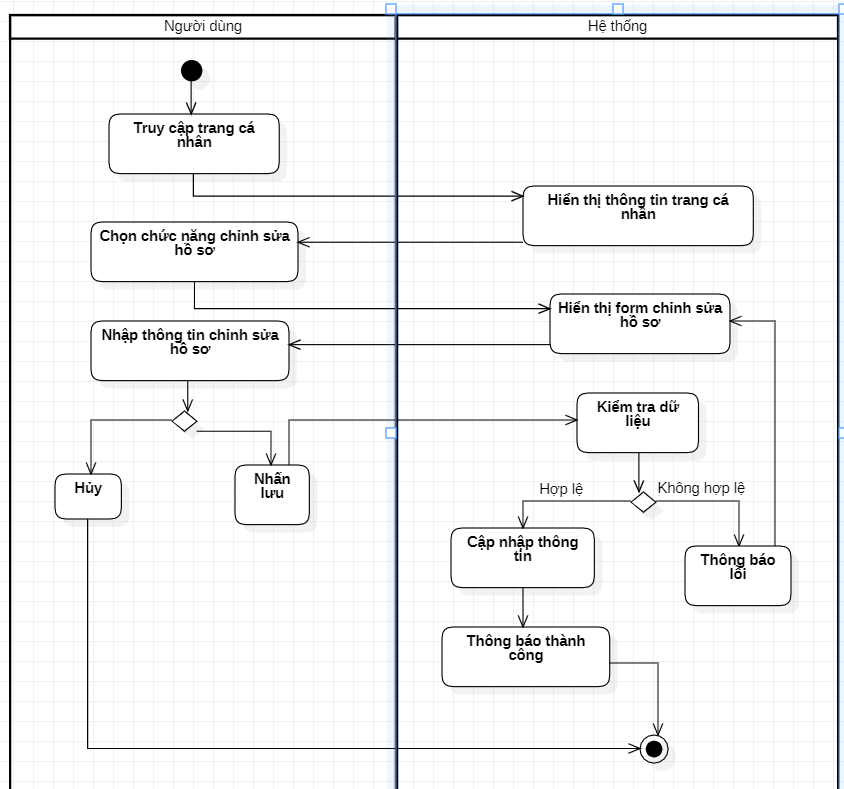 Người dùng
Hệ thống
Truy cập trang cá
nhân
Hiển thị thông tin trang cá
nhân
Chọn chức năng chỉnh sửa
hồ sơ
Hiển thị form chỉnh sửa
hồ sơ
Nhập thông tin chỉnh sửa
hồ sơ
Kiểm tra dữ
liệu
Hủy
Nhấn
lưu
Hợp lệ
Không hợp lệ
Cập nhập thông
tin
Thông báo
lỗi
Thông báo thành
công